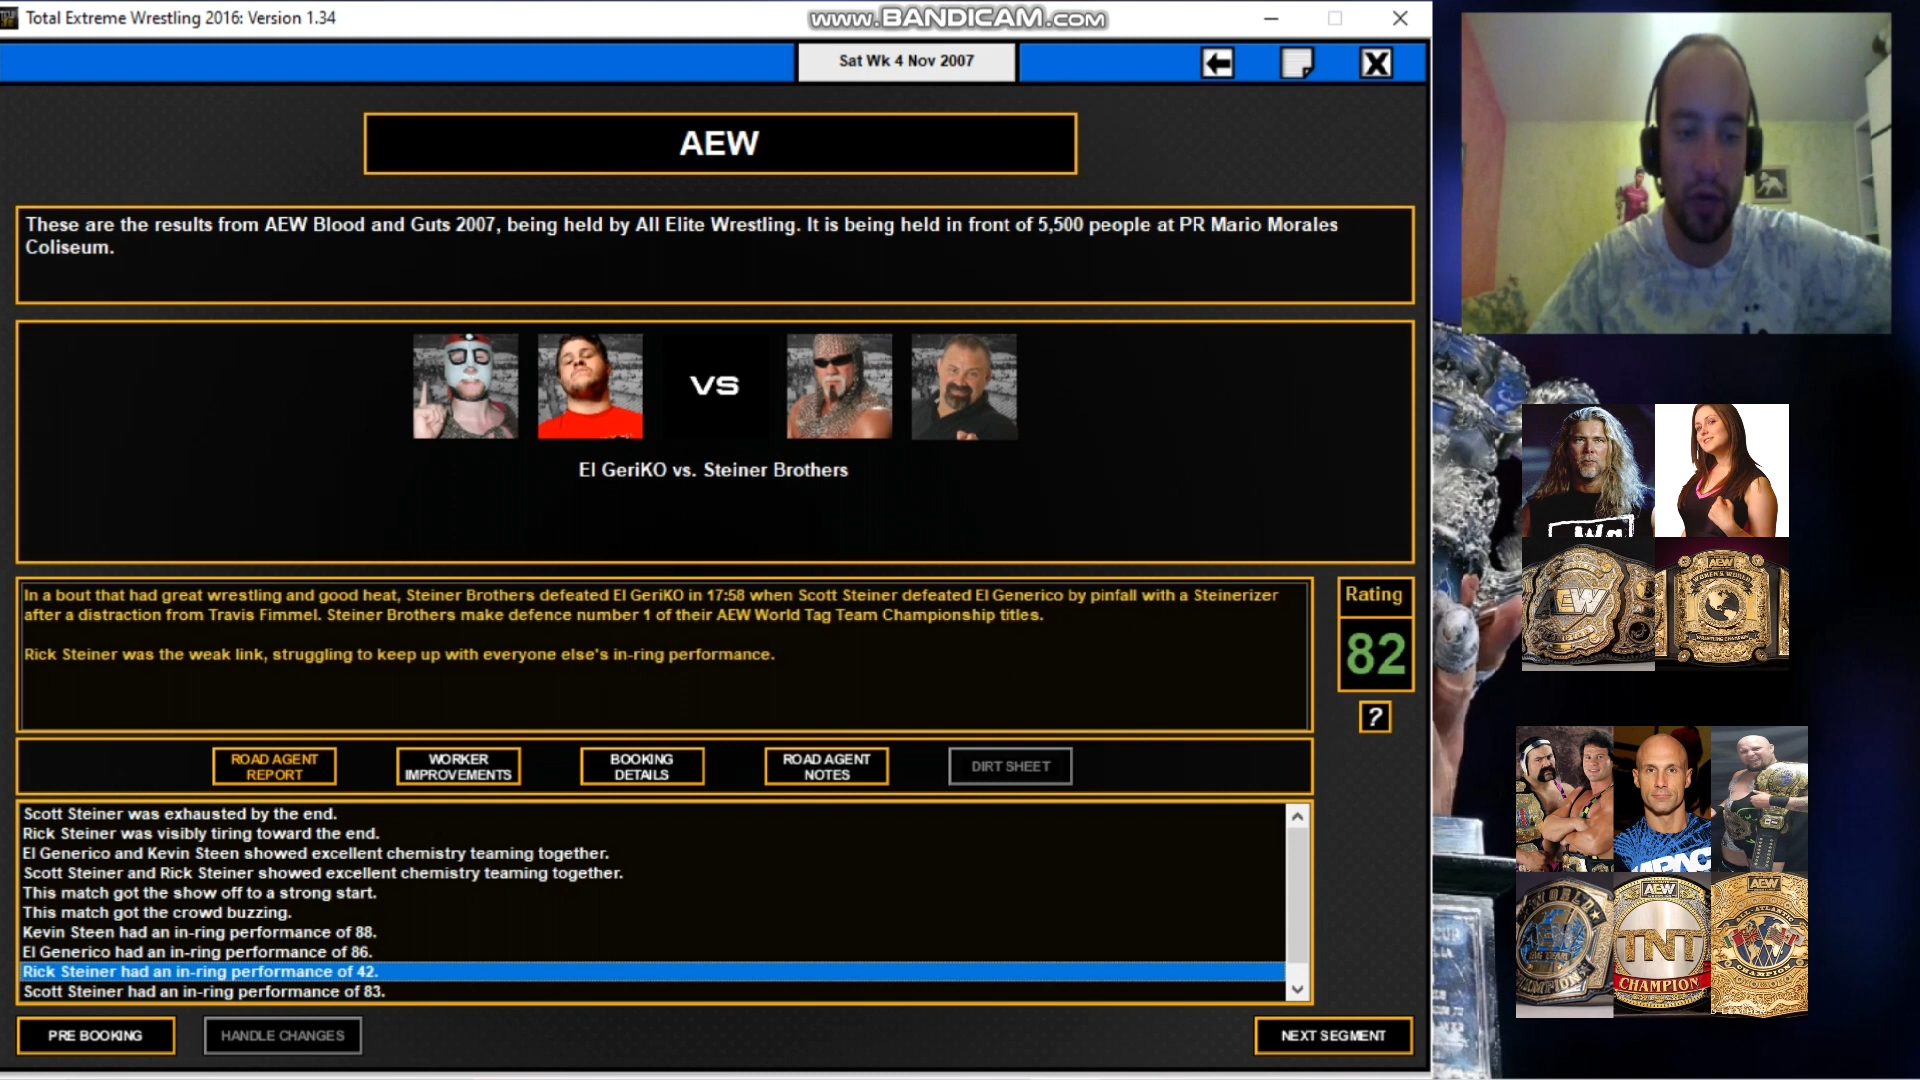 Total Extreme Wrestling 2016: Version 1.34
www.BANDICAM.com
Sat Wk 4 Nov 2007
AEW
These are the results from AEW Blood and Guts 2007, being held by All Elite Wrestling. It is being held in front of 5,500 people at PR Mario Morales
Coliseum.
VS
El GeriKO vs. Steiner Brothers
In a bout that had great wrestling and good heat, Steiner Brothers defeated El GeriKO in 17:58 when Scott Steiner defeated El Generico by pinfall with a Steinerizer
after a distraction from Travis Fimmel. Steiner Brothers make defence number 1 of their AEW World Tag Team Championship titles.
Rick Steiner was the weak link, struggling to keep up with everyone else's in-ring performance.
Rating
82
?
ROAD AGENT
REPORT
WORKER
IMPROVEMENTS
BOOKING
DETAILS
ROAD AGENT
NOTES
DIRT SHEET
Scott Steiner was exhausted by the end.
Rick Steiner was visibly tiring toward the end.
El Generico and Kevin Steen showed excellent chemistry teaming together.
Scott Steiner and Rick Steiner showed excellent chemistry teaming together.
This match got the show off to a strong start.
This match got the crowd buzzing.
Kevin Steen had an in-ring performance of 88.
El Generico had an in-ring performance of 86.
Rick Steiner had an in-ring performance of 42.
Scott Steiner had an in-ring performance of 83.
PRE BOOKING
HANDLE CHANGES
NEXT SEGMENT
AEW
AEW
WOMEN'S WORLD
AEW
TNT
CHAMPION
AEW
ALL-ATLANTIC
CHAMPION